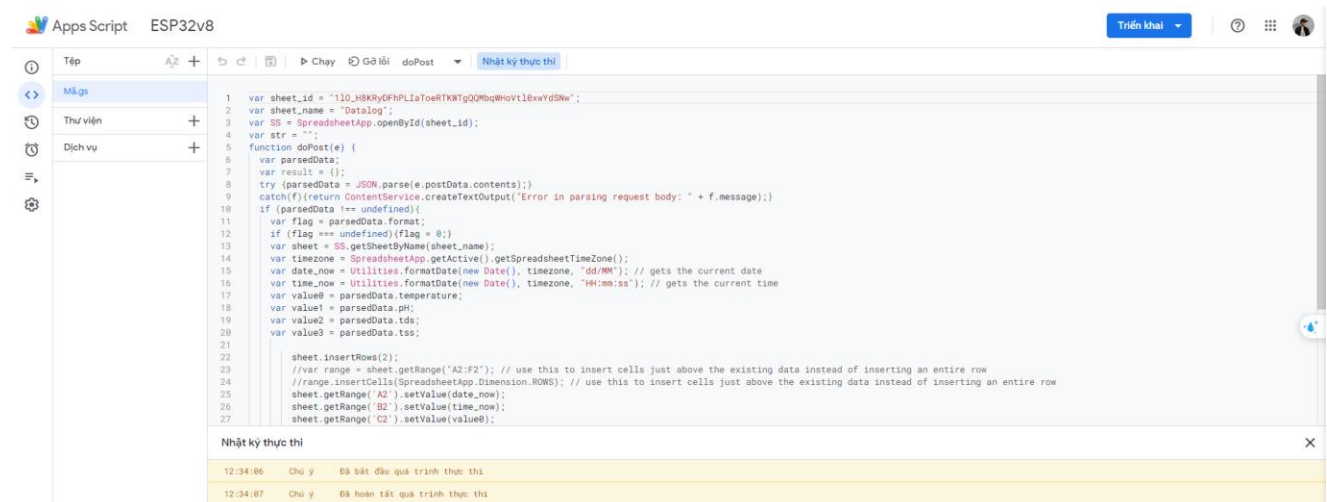 Apps Script ESP32v8 Triển khai
Tệp Chạy Gỡ lỗi doPost Nhật ký thực thi
Mã.gs
Thư viện
Dịch vụ
1 var sheet_id = "
2 var sheet_name = "Datalog";
3 var SS = SpreadsheetApp.openById(sheet_id);
4 var str = "";
5 function doPost(e) {
6 var parsedData;
7 var result = {};
8 try {parsedData = JSON.parse(e.postData.contents);}
9 catch(f){return ContentService.createTextOutput("Error in parsing request body: " + f.message);}
10 if (parsedData !== undefined){
11 var flag = parsedData.format;
12 if (flag === undefined){flag = 0;}
13 var sheet = SS.getSheetByName(sheet_name);
14 var timezone = SpreadsheetApp.getActive().getSpreadsheetTimeZone();
15 var date_now = Utilities.formatDate(new Date(), timezone, "dd/MM"); // gets the current date
16 var time_now = Utilities.formatDate(new Date(), timezone, "HH:mm:ss"); // gets the current time
17 var value0 = parsedData.temperature;
18 var value1 = parsedData.pH;
19 var value2 = parsedData.tds;
20 var value3 = parsedData.tss;
21
22 sheet.insertRows(2);
23 //var range = sheet.getRange("A2:F2"); // use this to insert cells just above the existing data instead of inserting an entire row
24 //range.insertCells(SpreadsheetApp.Dimension.ROWS); // use this to insert cells just above the existing data instead of inserting an entire row
25 sheet.getRange('A2').setValue(date_now);
26 sheet.getRange('B2').setValue(time_now);
27 sheet.getRange('C2').setValue(value0);
Nhật ký thực thi
12:34:06 Chú ý Đã bắt đầu quá trình thực thi
12:34:07 Chú ý Đã hoàn tất quá trình thực thi